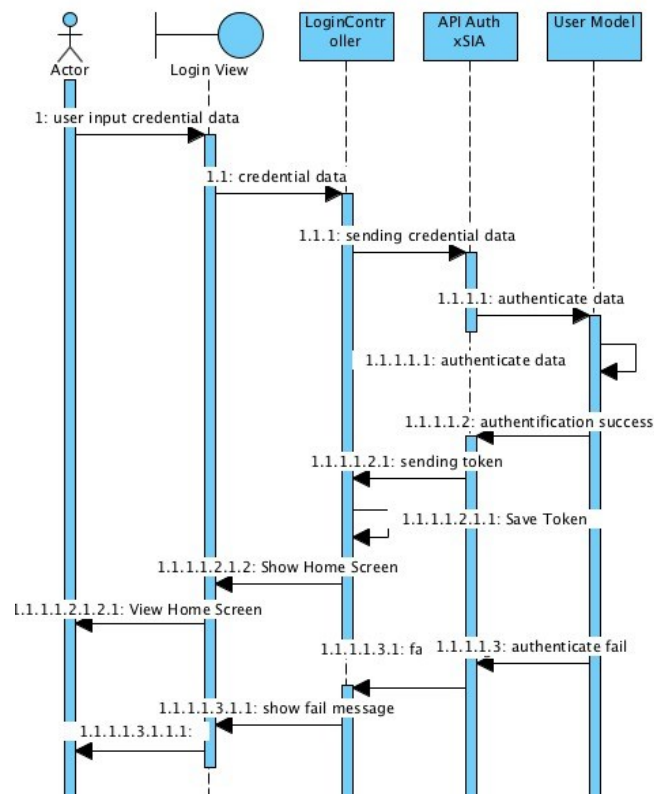 Actor
Login View
LoginContr
oller
API Auth
xSIA
User Model
1: user input credential data
1.1: credential data
1.1.1: sending credential data
1.1.1.1: authenticate data
1.1.1.1.1: authenticate data
1.1.1.1.2: authentification success
1.1.1.1.2.1: sending token
1.1.1.1.2.1.1: Save Token
1.1.1.1.2.1.2: Show Home Screen
1.1.1.1.2.1.2.1: View Home Screen
1.1.1.1.3.1: fa
1.1.1.1.3: authenticate fail
1.1.1.1.3.1.1: show fail message
1.1.1.1.3.1.1.1: